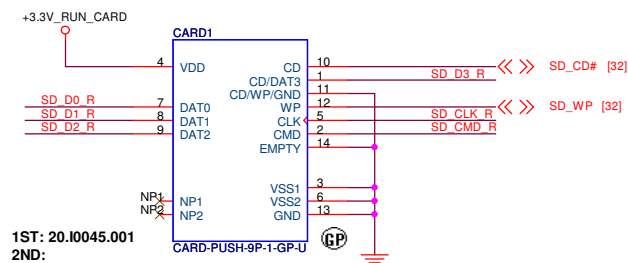 +3.3V_RUN_CARD
CARD1
4 VDD CD 10 SD_CD# [32]
CD/DAT3 1 SD_D3_R
CD/WP/GND 11
SD_D0_R 7 DAT0 WP 12 SD_WP [32]
SD_D1_R 8 DAT1 CLK 5 SD_CLK_R
SD_D2_R 9 DAT2 CMD 2 SD_CMD_R
EMPTY 14
VSS1 3
NP1 NP1 VSS2 6
NP2 NP2 GND 13
1ST: 20.I0045.001
2ND:
CARD-PUSH-9P-1-GP-U
GP